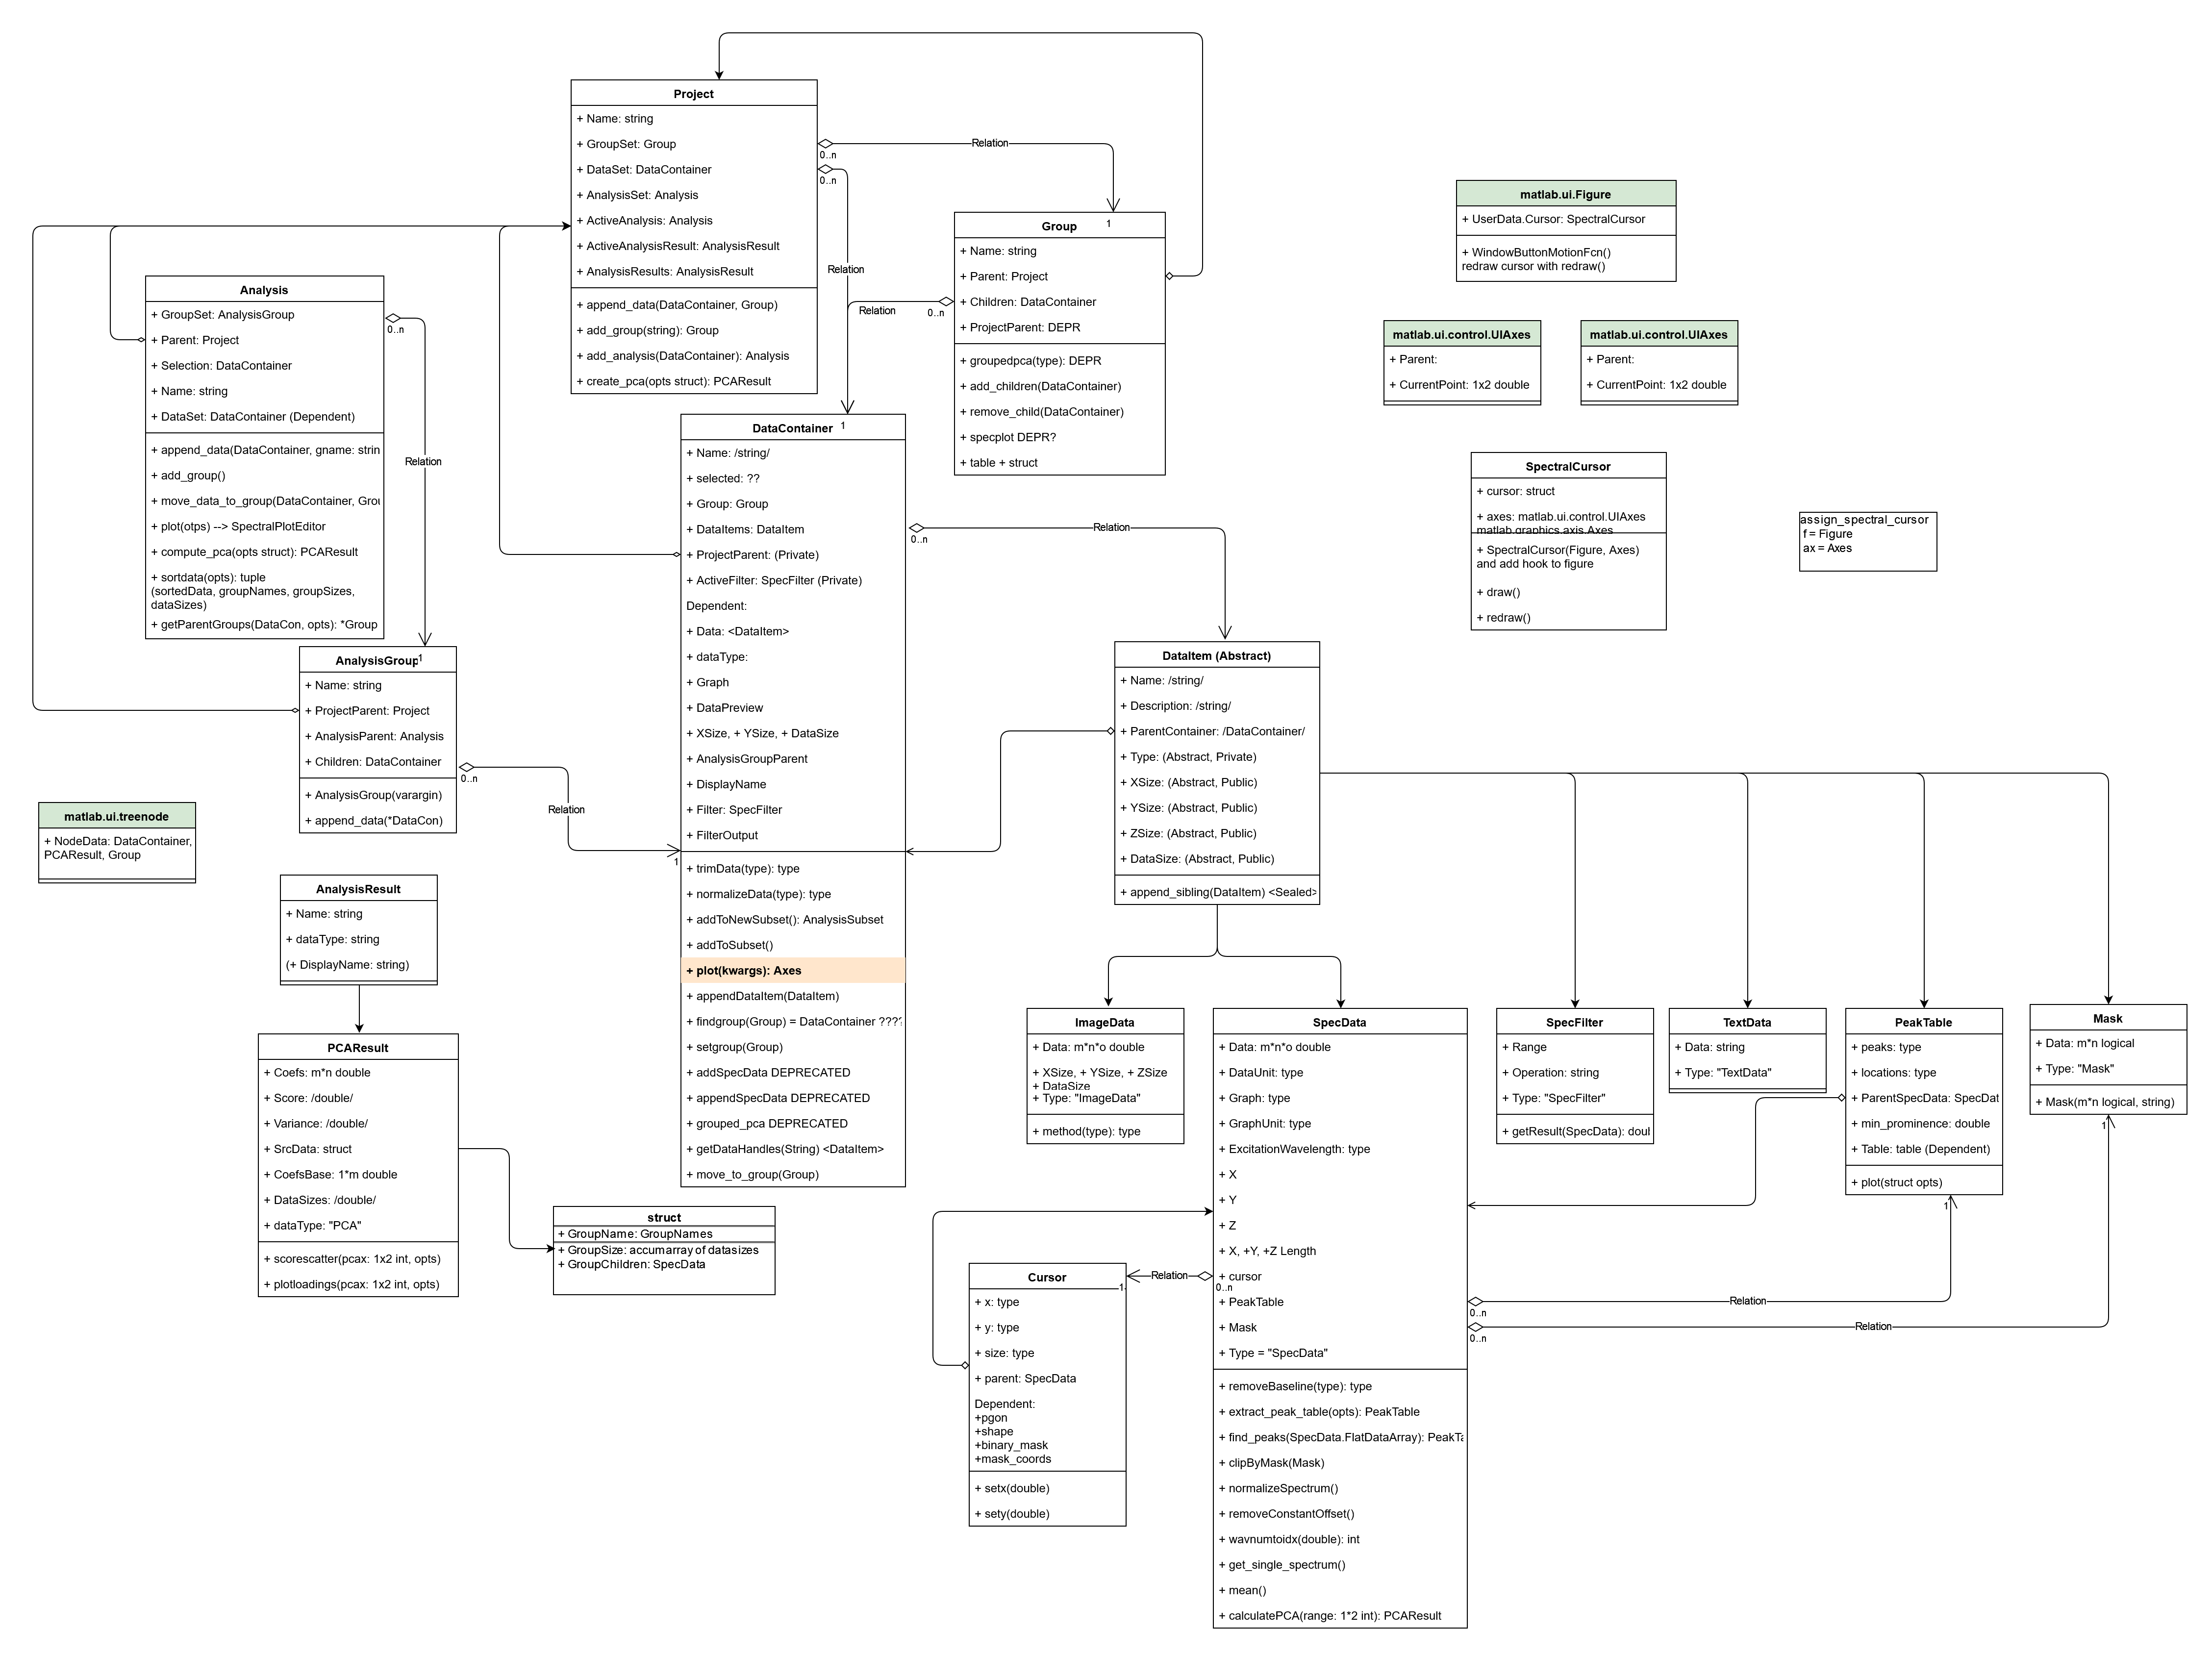 Project
+ Name: string
+ GroupSet: Group
+ DataSet: DataContainer
+ AnalysisSet: Analysis
+ ActiveAnalysis: Analysis
+ ActiveAnalysisResult: AnalysisResult
+ AnalysisResults: AnalysisResult
+ append_data(DataContainer, Group)
+ add_group(string): Group
+ add_analysis(DataContainer): Analysis
+ create_pca(opts struct): PCAResult
0..n
Relation
0..n
Relation
Group
1
+ Name: string
+ Parent: Project
+ Children: DataContainer
+ ProjectParent: DEPR
+ groupedpca(type): DEPR
+ add_children(DataContainer)
+ remove_child(DataContainer)
+ specplot DEPR?
+ table + struct
0..n
Relation
matlab.ui.Figure
+ UserData.Cursor: SpectralCursor
+ WindowButtonMotionFcn()
redraw cursor with redraw()
matlab.ui.control.UIAxes
+ Parent:
+ CurrentPoint: 1x2 double
matlab.ui.control.UIAxes
+ Parent:
+ CurrentPoint: 1x2 double
SpectralCursor
+ cursor: struct
+ axes: matlab.ui.control.UIAxes
matlab.graphics.axis.Axes
+ SpectralCursor(Figure, Axes)
and add hook to figure
+ draw()
+ redraw()
assign_spectral_cursor
f = Figure
ax = Axes
Analysis
+ GroupSet: AnalysisGroup
+ Parent: Project
+ Selection: DataContainer
+ Name: string
+ DataSet: DataContainer (Dependent)
+ append_data(DataContainer, gname: strin
+ add_group()
+ move_data_to_group(DataContainer, Grou
+ plot(otps) --> SpectralPlotEditor
+ compute_pca(opts struct): PCAResult
+ sortdata(opts): tuple
(sortedData, groupNames, groupSizes,
dataSizes)
+ getParentGroups(DataCon, opts): *Group
0..n
Relation
AnalysisGroup
1
+ Name: string
+ ProjectParent: Project
+ AnalysisParent: Analysis
+ Children: DataContainer
+ AnalysisGroup(varargin)
+ append_data(*DataCon)
0..n
Relation
1
matlab.ui.treenode
+ NodeData: DataContainer,
PCAResult, Group
AnalysisResult
+ Name: string
+ dataType: string
(+ DisplayName: string)
PCAResult
+ Coefs: m*n double
+ Score: /double/
+ Variance: /double/
+ SrcData: struct
+ CoefsBase: 1*m double
+ DataSizes: /double/
+ dataType: "PCA"
+ scorescatter(pcax: 1x2 int, opts)
+ plotloadings(pcax: 1x2 int, opts)
struct
+ GroupName: GroupNames
+ GroupSize: accumarray of datasizes
+ GroupChildren: SpecData
DataContainer
1
+ Name: /string/
+ selected: ??
+ Group: Group
+ DataItems: DataItem
+ ProjectParent: (Private)
+ ActiveFilter: SpecFilter (Private)
Dependent:
+ Data: <DataItem>
+ dataType:
+ Graph
+ DataPreview
+ XSize, + YSize, + DataSize
+ AnalysisGroupParent
+ DisplayName
+ Filter: SpecFilter
+ FilterOutput
+ trimData(type): type
+ normalizeData(type): type
+ addToNewSubset(): AnalysisSubset
+ addToSubset()
+ plot(kwargs): Axes
+ appendDataItem(DataItem)
+ findgroup(Group) = DataContainer ????
+ setgroup(Group)
+ addSpecData DEPRECATED
+ appendSpecData DEPRECATED
+ grouped_pca DEPRECATED
+ getDataHandles(String) <DataItem>
+ move_to_group(Group)
0..n
Relation
DataItem (Abstract)
+ Name: /string/
+ Description: /string/
+ ParentContainer: /DataContainer/
+ Type: (Abstract, Private)
+ XSize: (Abstract, Public)
+ YSize: (Abstract, Public)
+ ZSize: (Abstract, Public)
+ DataSize: (Abstract, Public)
+ append_sibling(DataItem) <Sealed>
ImageData
+ Data: m*n*o double
+ XSize, + YSize, + ZSize
+ DataSize
+ Type: "ImageData"
+ method(type): type
SpecData
+ Data: m*n*o double
+ DataUnit: type
+ Graph: type
+ GraphUnit: type
+ ExcitationWavelength: type
+ X
+ Y
+ Z
+ X, +Y, +Z Length
+ cursor
+ PeakTable
+ Mask
+ Type = "SpecData"
+ removeBaseline(type): type
+ extract_peak_table(opts): PeakTable
+ find_peaks(SpecData.FlatDataArray): PeakTa
+ clipByMask(Mask)
+ normalizeSpectrum()
+ removeConstantOffset()
+ wavnumtoidx(double): int
+ get_single_spectrum()
+ mean()
+ calculatePCA(range: 1*2 int): PCAResult
SpecFilter
+ Range
+ Operation: string
+ Type: "SpecFilter"
+ getResult(SpecData): doul
TextData
+ Data: string
+ Type: "TextData"
PeakTable
+ peaks: type
+ locations: type
+ ParentSpecData: SpecDat
+ min_prominence: double
+ Table: table (Dependent)
+ plot(struct opts)
1
Mask
+ Data: m*n logical
+ Type: "Mask"
+ Mask(m*n logical, string)
1
Cursor
+ x: type
+ y: type
+ size: type
+ parent: SpecData
Dependent:
+pgon
+shape
+binary_mask
+mask_coords
+ setx(double)
+ sety(double)
1
Relation
0..n
0..n
Relation
0..n
Relation